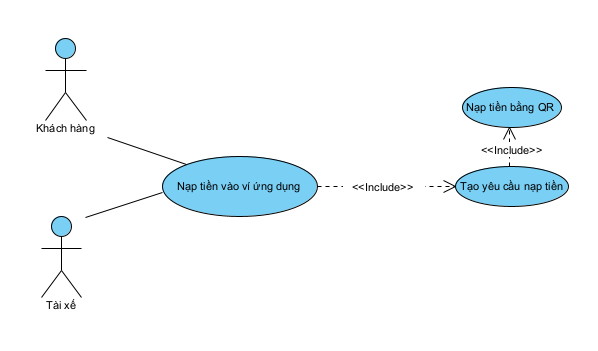 Khách hàng
Nạp tiền bằng QR
<<Include>>
Nạp tiền vào ví ứng dụng
<<Include>>
Tạo yêu cầu nạp tiền
Tài xế